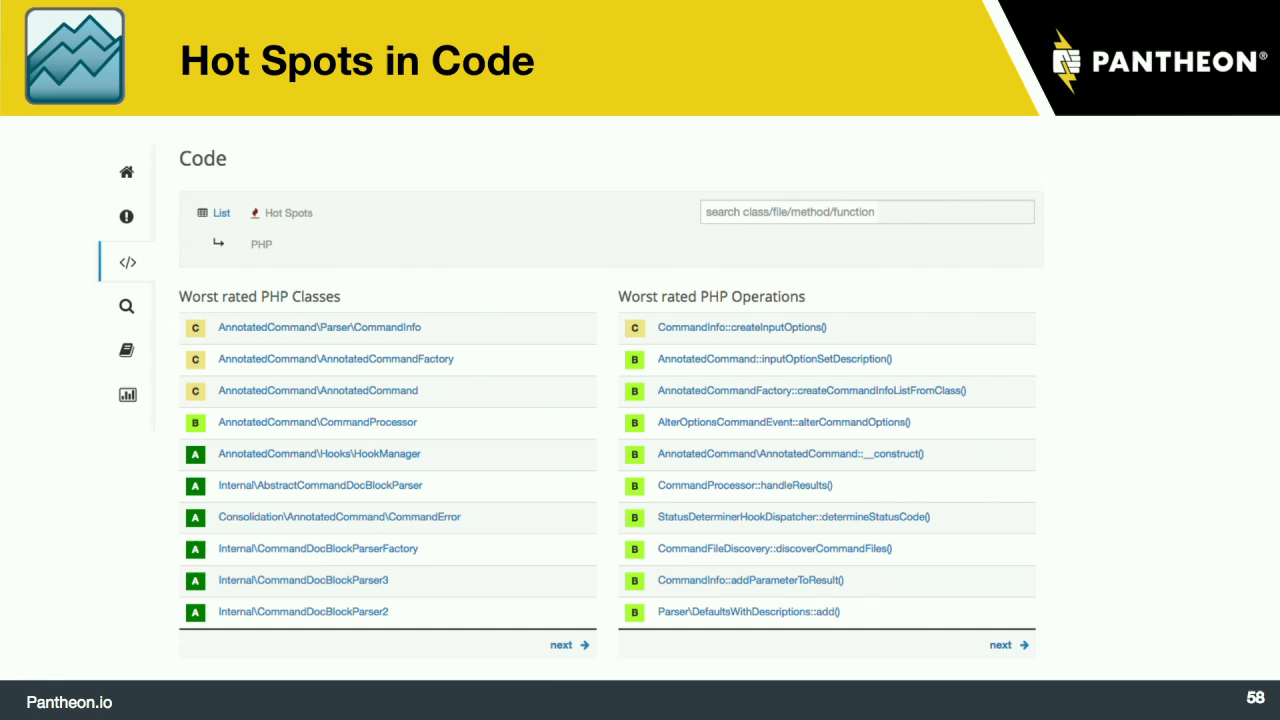 Hot Spots in Code
PANTHEON®
Code
List Hot Spots
search class/file/method/function
PHP
Worst rated PHP Classes
C AnnotatedCommand\Parser\CommandInfo
C AnnotatedCommand\AnnotatedCommandFactory
C AnnotatedCommand\AnnotatedCommand
B AnnotatedCommand\CommandProcessor
A AnnotatedCommand\Hooks\HookManager
A Internal\AbstractCommandDocBlockParser
A Consolidation\AnnotatedCommand\CommandError
A Internal\CommandDocBlockParserFactory
A Internal\CommandDocBlockParser3
A Internal\CommandDocBlockParser2
next
Worst rated PHP Operations
C CommandInfo::createInputOptions()
B AnnotatedCommand::inputOptionSetDescription()
B AnnotatedCommandFactory::createCommandInfoListFromClass()
B AlterOptionsCommandEvent::alterCommandOptions()
B AnnotatedCommand\AnnotatedCommand::__construct()
B CommandProcessor::handleResults()
B StatusDeterminerHookDispatcher::determineStatusCode()
B CommandFileDiscovery::discoverCommandFiles()
B CommandInfo::addParameterToResult()
B Parser\DefaultsWithDescriptions::add()
next
Pantheon.io
58